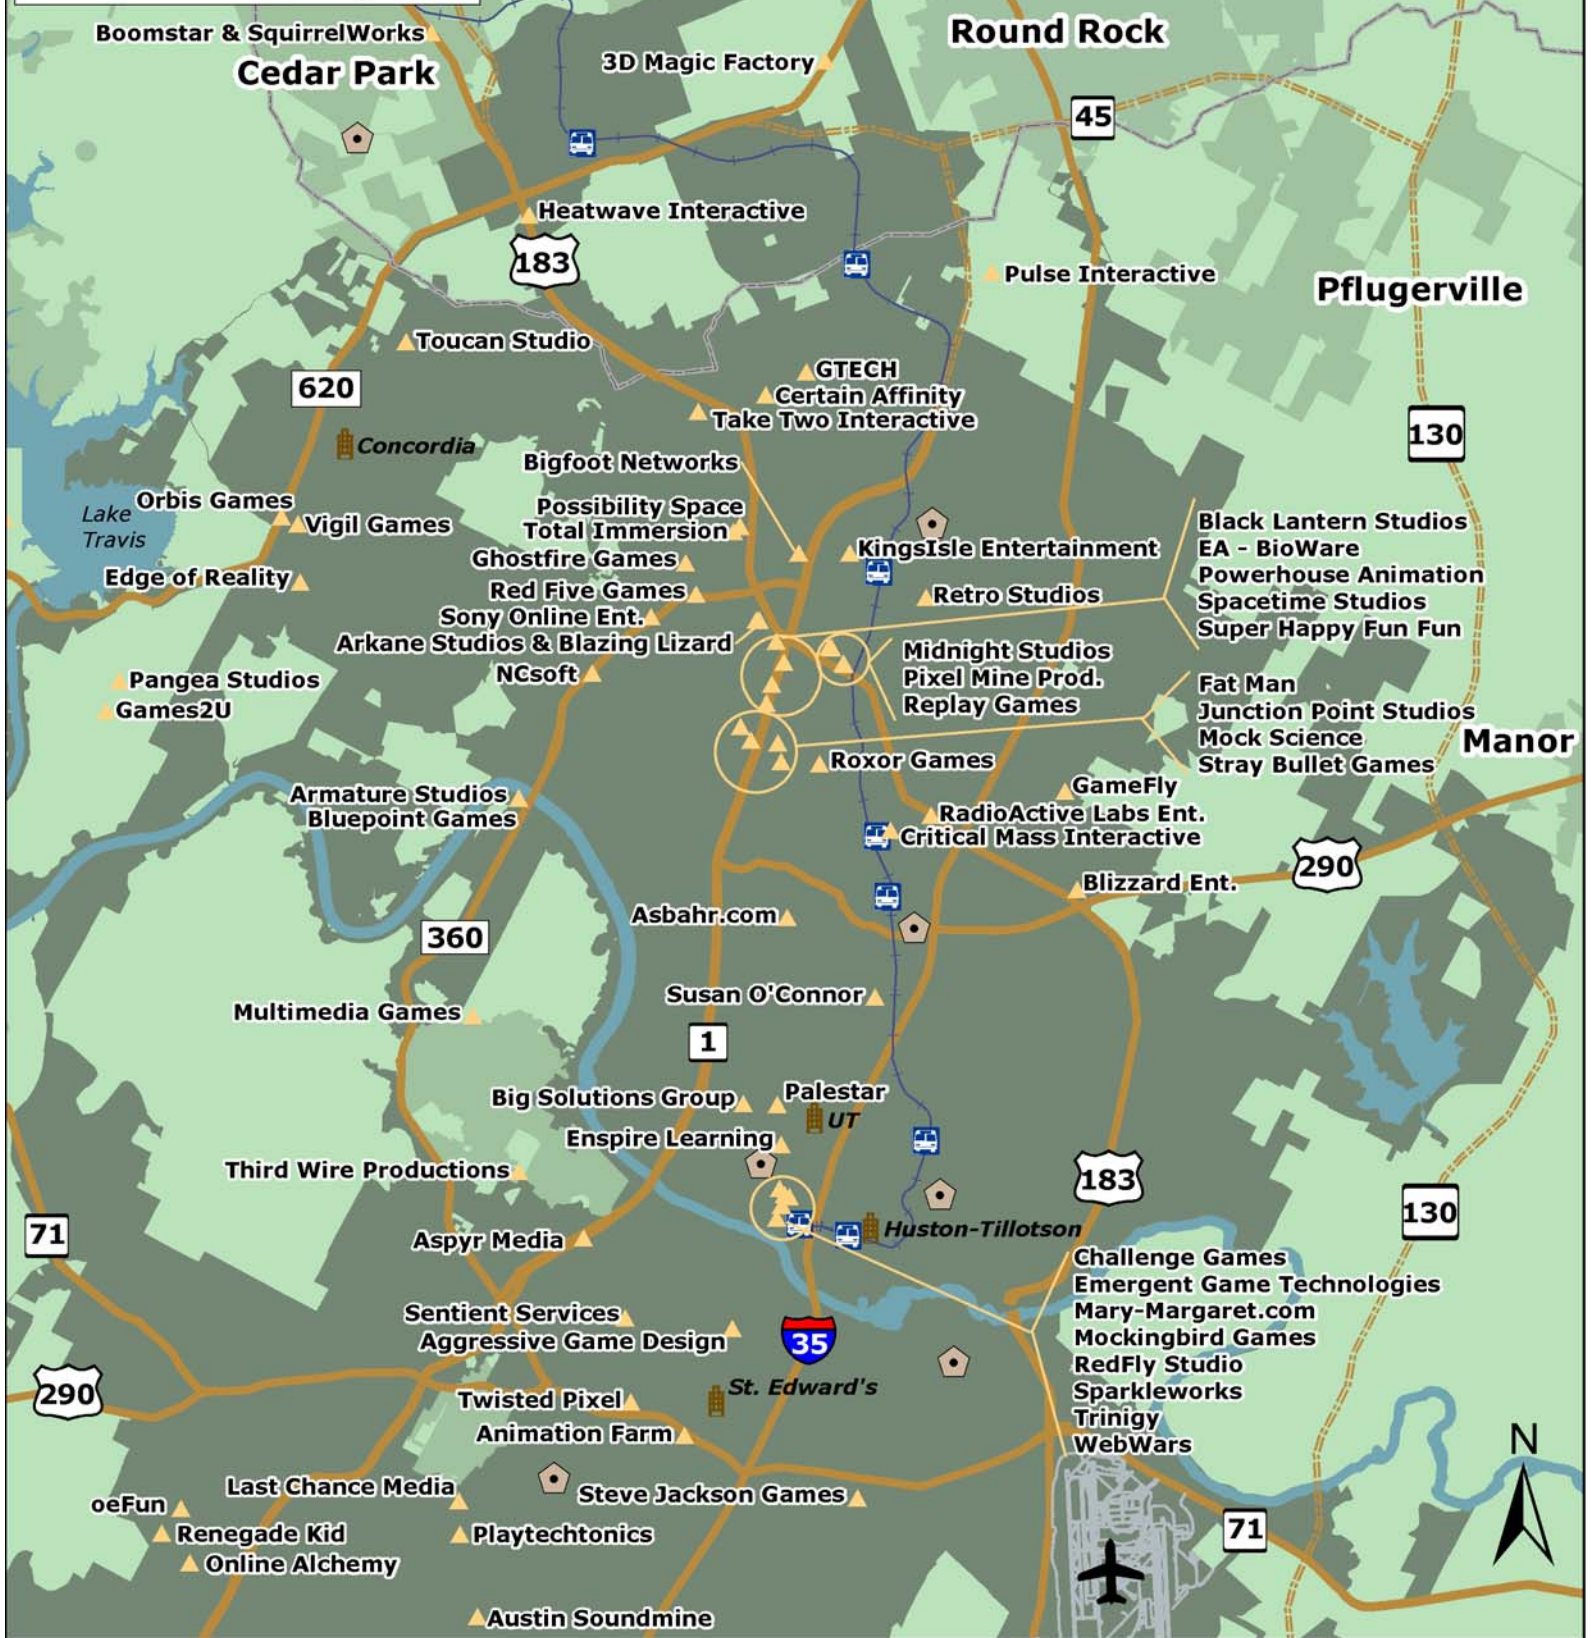 Round Rock
Boomstar & SquirrelWorks
3D Magic Factory
Cedar Park
45
Heatwave Interactive
183
Pulse Interactive
Pflugerville
Toucan Studio
GTECH
620
Certain Affinity
Take Two Interactive
130
Concordia
Bigfoot Networks
Orbis Games
Possibility Space
Lake
Travis
Vigil Games
Total Immersion
Black Lantern Studios
EA - BioWare
Powerhouse Animation
Spacetime Studios
Super Happy Fun Fun
Ghostfire Games
KingsIsle Entertainment
Edge of Reality
Red Five Games
Retro Studios
Sony Online Ent.
Arkane Studios & Blazing Lizard
Midnight Studios
Pixel Mine Prod.
Replay Games
NCsoft
Pangea Studios
Games2U
Fat Man
Junction Point Studios
Mock Science
Stray Bullet Games
Manor
Roxor Games
GameFly
Armature Studios
Bluepoint Games
RadioActive Labs Ent.
Critical Mass Interactive
290
Blizzard Ent.
Asbahr.com
360
Susan O'Connor
Multimedia Games
1
Big Solutions Group
Palestar
UT
Enspire Learning
Third Wire Productions
183
130
71
Aspyr Media
Huston-Tillotson
Challenge Games
Emergent Game Technologies
Mary-Margaret.com
Mockingbird Games
RedFly Studio
Sparkleworks
Trinigy
WebWars
Sentient Services
Aggressive Game Design
35
290
St. Edward's
Twisted Pixel
Animation Farm
N
Last Chance Media
Steve Jackson Games
oeFun
Renegade Kid
Playtechtonics
71
Online Alchemy
Austin Soundmine